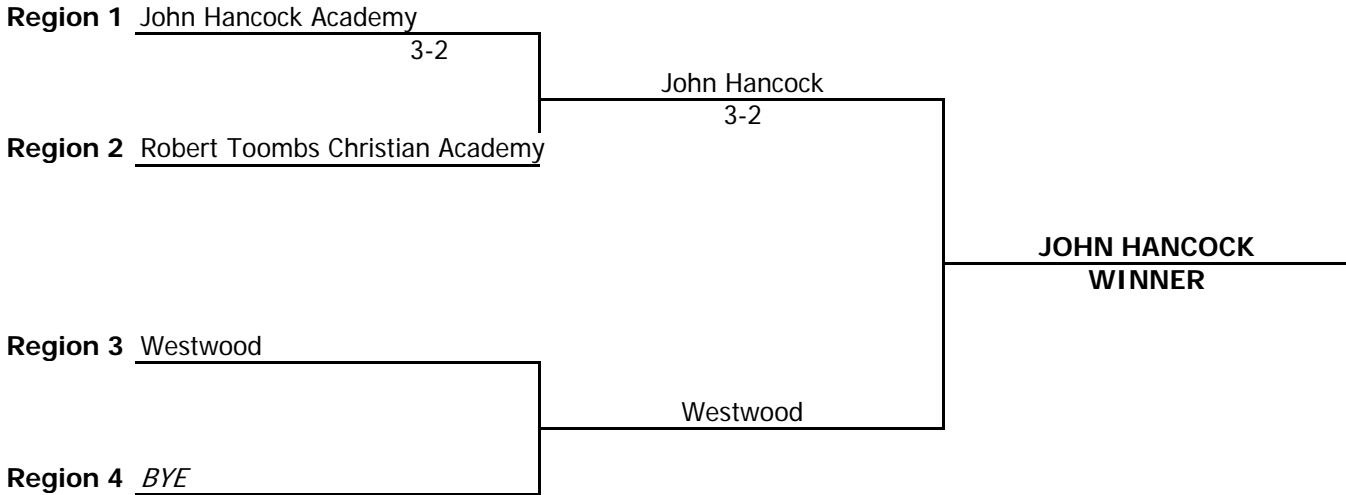 Region 1 John Hancock Academy
3-2
John Hancock
3-2
Region 2 Robert Toombs Christian Academy
JOHN HANCOCK
WINNER
Region 3 Westwood
Westwood
Region 4 BYE